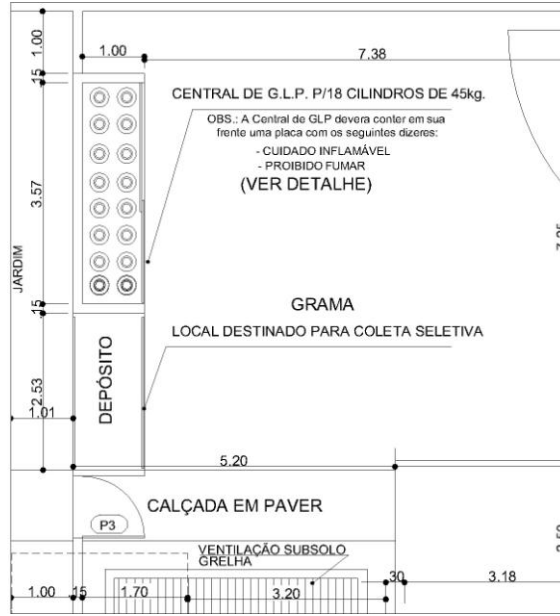 1.00
1.00
7.38
15
CENTRAL DE G.L.P. P/18 CILINDROS DE 45kg.
OBS.: A Central de GLP devera conter em sua
frente uma placa com os seguintes dizeres:
- CUIDADO INFLAMÁVEL
- PROIBIDO FUMAR
(VER DETALHE)
3.57
JARDIM
15
GRAMA
LOCAL DESTINADO PARA COLETA SELETIVA
DEPÓSITO
2.53
1.01
5.20
CALÇADA EM PAVER
P3
VENTILAÇÃO SUBSOLO
GRELHA
1.00
15
1.70
3.20
30
3.18